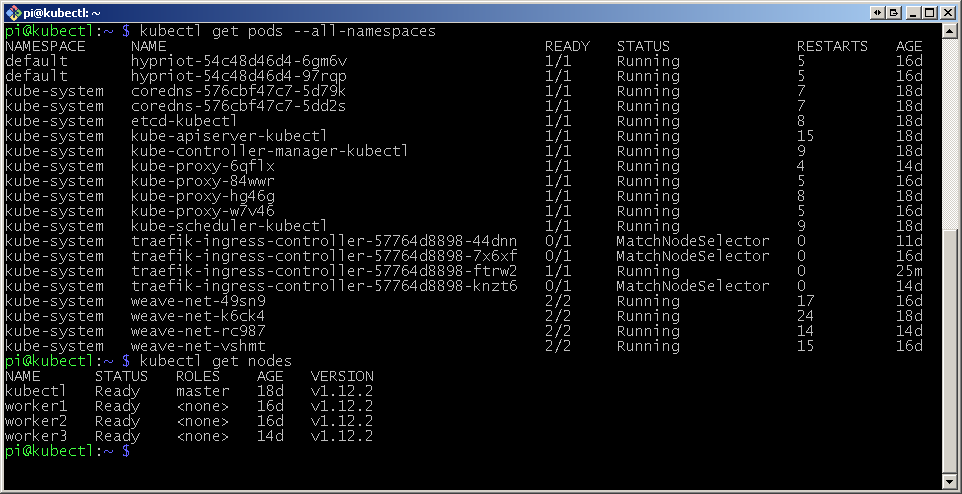 pi@kubectl: ~
pi@kubectl:~ $ kubectl get pods --all-namespaces
NAMESPACE NAME READY STATUS RESTARTS AGE
default hypriot-54c48d46d4-6gm6v 1/1 Running 5 16d
default hypriot-54c48d46d4-97rqp 1/1 Running 5 16d
kube-system coredns-576cbf47c7-5d79k 1/1 Running 7 18d
kube-system coredns-576cbf47c7-5dd2s 1/1 Running 7 18d
kube-system etcd-kubectl 1/1 Running 8 18d
kube-system kube-apiserver-kubectl 1/1 Running 15 18d
kube-system kube-controller-manager-kubectl 1/1 Running 9 18d
kube-system kube-proxy-6qflx 1/1 Running 4 14d
kube-system kube-proxy-84wwr 1/1 Running 5 16d
kube-system kube-proxy-hg46g 1/1 Running 8 18d
kube-system kube-proxy-w7v46 1/1 Running 5 16d
kube-system kube-scheduler-kubectl 1/1 Running 9 18d
kube-system traefik-ingress-controller-57764d8898-44dnn 0/1 MatchNodeSelector 0 11d
kube-system traefik-ingress-controller-57764d8898-7x6xf 0/1 MatchNodeSelector 0 16d
kube-system traefik-ingress-controller-57764d8898-ftrw2 1/1 Running 0 25m
kube-system traefik-ingress-controller-57764d8898-knzt6 0/1 MatchNodeSelector 0 14d
kube-system weave-net-49sn9 2/2 Running 17 16d
kube-system weave-net-k6ck4 2/2 Running 24 18d
kube-system weave-net-rc987 2/2 Running 14 14d
kube-system weave-net-vshmt 2/2 Running 15 16d
pi@kubectl:~ $ kubectl get nodes
NAME STATUS ROLES AGE VERSION
kubectl Ready master 18d v1.12.2
worker1 Ready <none> 16d v1.12.2
worker2 Ready <none> 16d v1.12.2
worker3 Ready <none> 14d v1.12.2
pi@kubectl:~ $